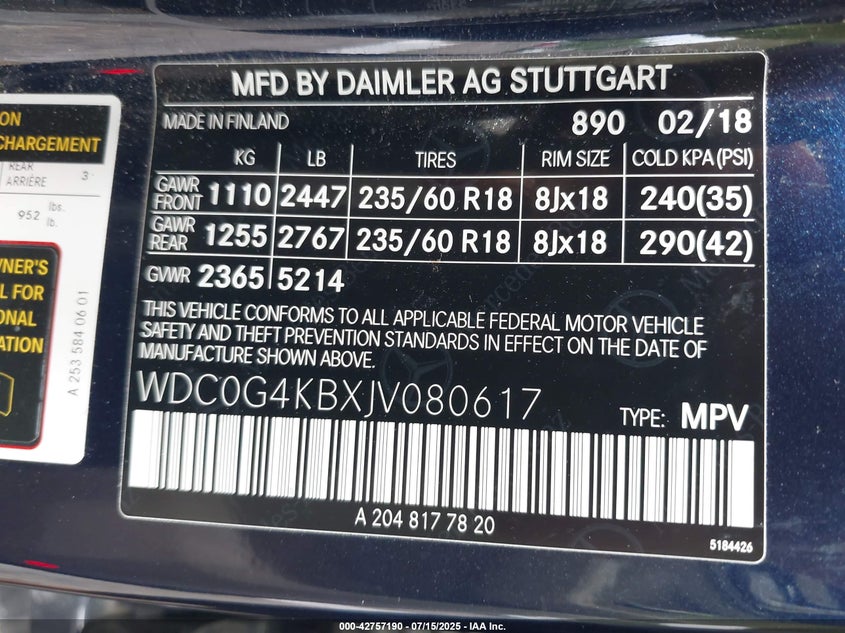 ON
CHARGEMENT
REAR
ARRIÈRE 3
952 lbs.
lb.
WNER'S
L FOR
ONAL
ATION
A 253 584 06 01
MFD BY DAIMLER AG STUTTGART
MADE IN FINLAND 890 02/18
KG LB TIRES RIM SIZE COLD KPA(PSI)
GAWR FRONT 1110 2447 235/60 R18 8Jx18 240(35)
GAWR REAR 1255 2767 235/60 R18 8Jx18 290(42)
GVWR 2365 5214
THIS VEHICLE CONFORMS TO ALL APPLICABLE FEDERAL MOTOR VEHICLE
SAFETY AND THEFT PREVENTION STANDARDS IN EFFECT ON THE DATE OF
MANUFACTURE SHOWN ABOVE.
WDC0G4KBXJV080617
TYPE: MPV
A 204 817 78 20
5184426
000-42757190 - 07/15/2025 - IAA Inc.